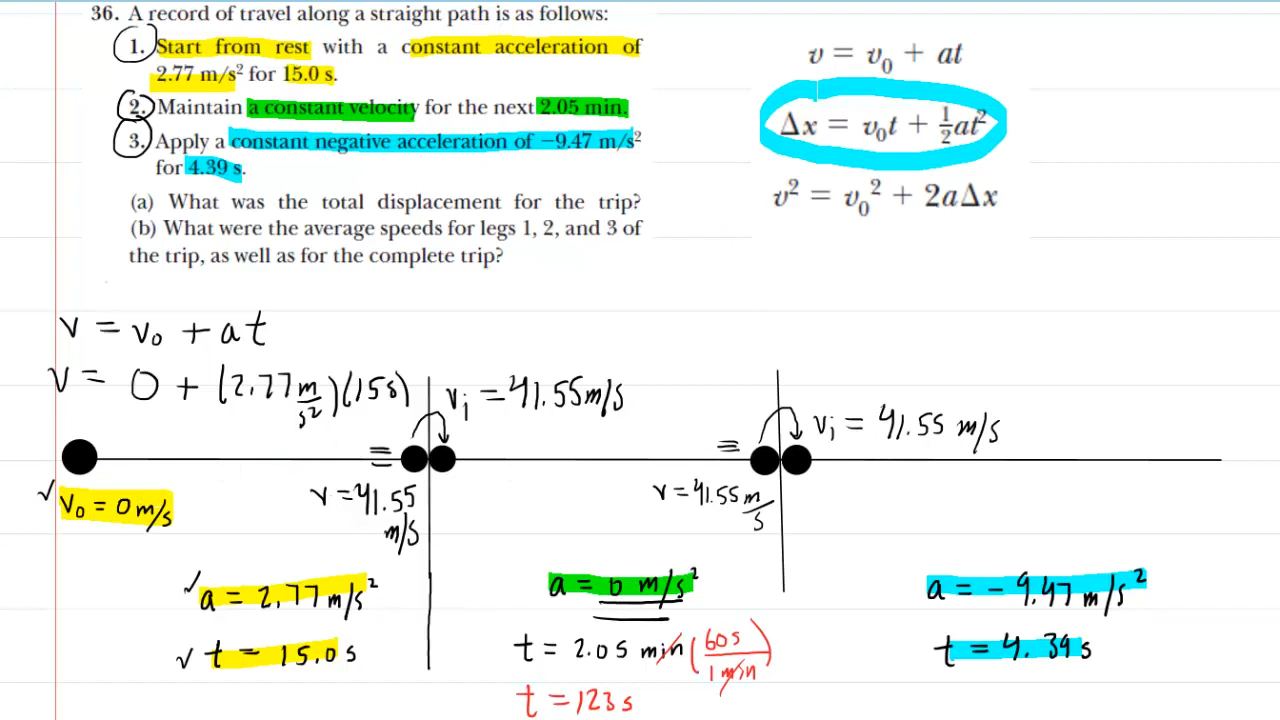 36. A record of travel along a straight path is as follows:
1. Start from rest with a constant acceleration of
2.77 m/s² for 15.0 s.
2. Maintain a constant velocity for the next 2.05 min.
3. Apply a constant negative acceleration of −9.47 m/s²
for 4.39 s.
(a) What was the total displacement for the trip?
(b) What were the average speeds for legs 1, 2, and 3 of
the trip, as well as for the complete trip?
v = v₀ + at
Δx = v₀t + ½at²
v² = v₀² + 2aΔx
v = v₀ + at
v = 0 + (2.77 m/s²)(15s)
=
v = 41.55 m/s
vᵢ = 41.55 m/s
=
v = 41.55 m/s
vᵢ = 41.55 m/s
✓ v₀ = 0 m/s
✓ a = 2.77 m/s²
✓ t = 15.0 s
a = 0 m/s²
t = 2.05 min (60s/1min)
t = 123 s
a = -9.47 m/s²
t = 4.39 s